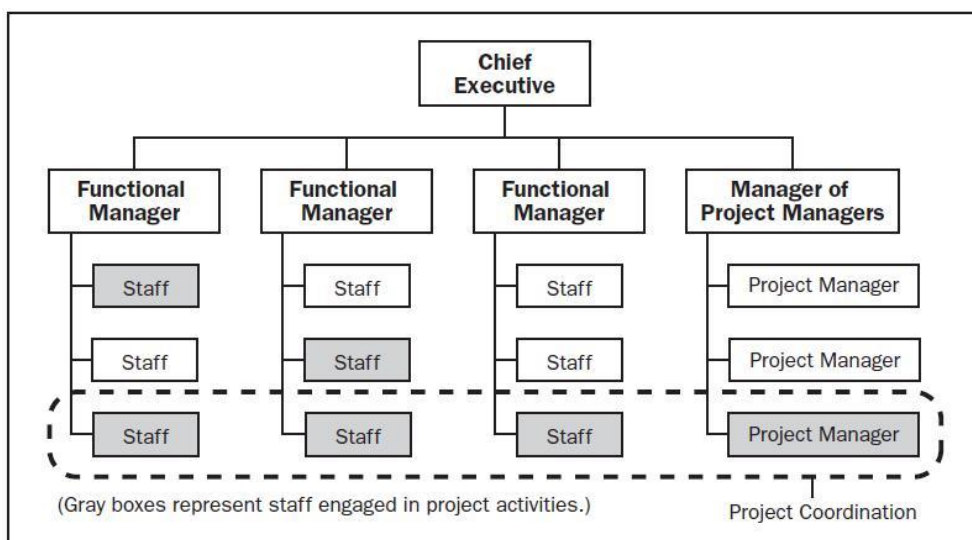 Chief
Executive
Functional
Manager
Functional
Manager
Functional
Manager
Manager of
Project Managers
Staff
Staff
Staff
Project Manager
Staff
Staff
Staff
Project Manager
Staff
Staff
Staff
Project Manager
(Gray boxes represent staff engaged in project activities.)
Project Coordination